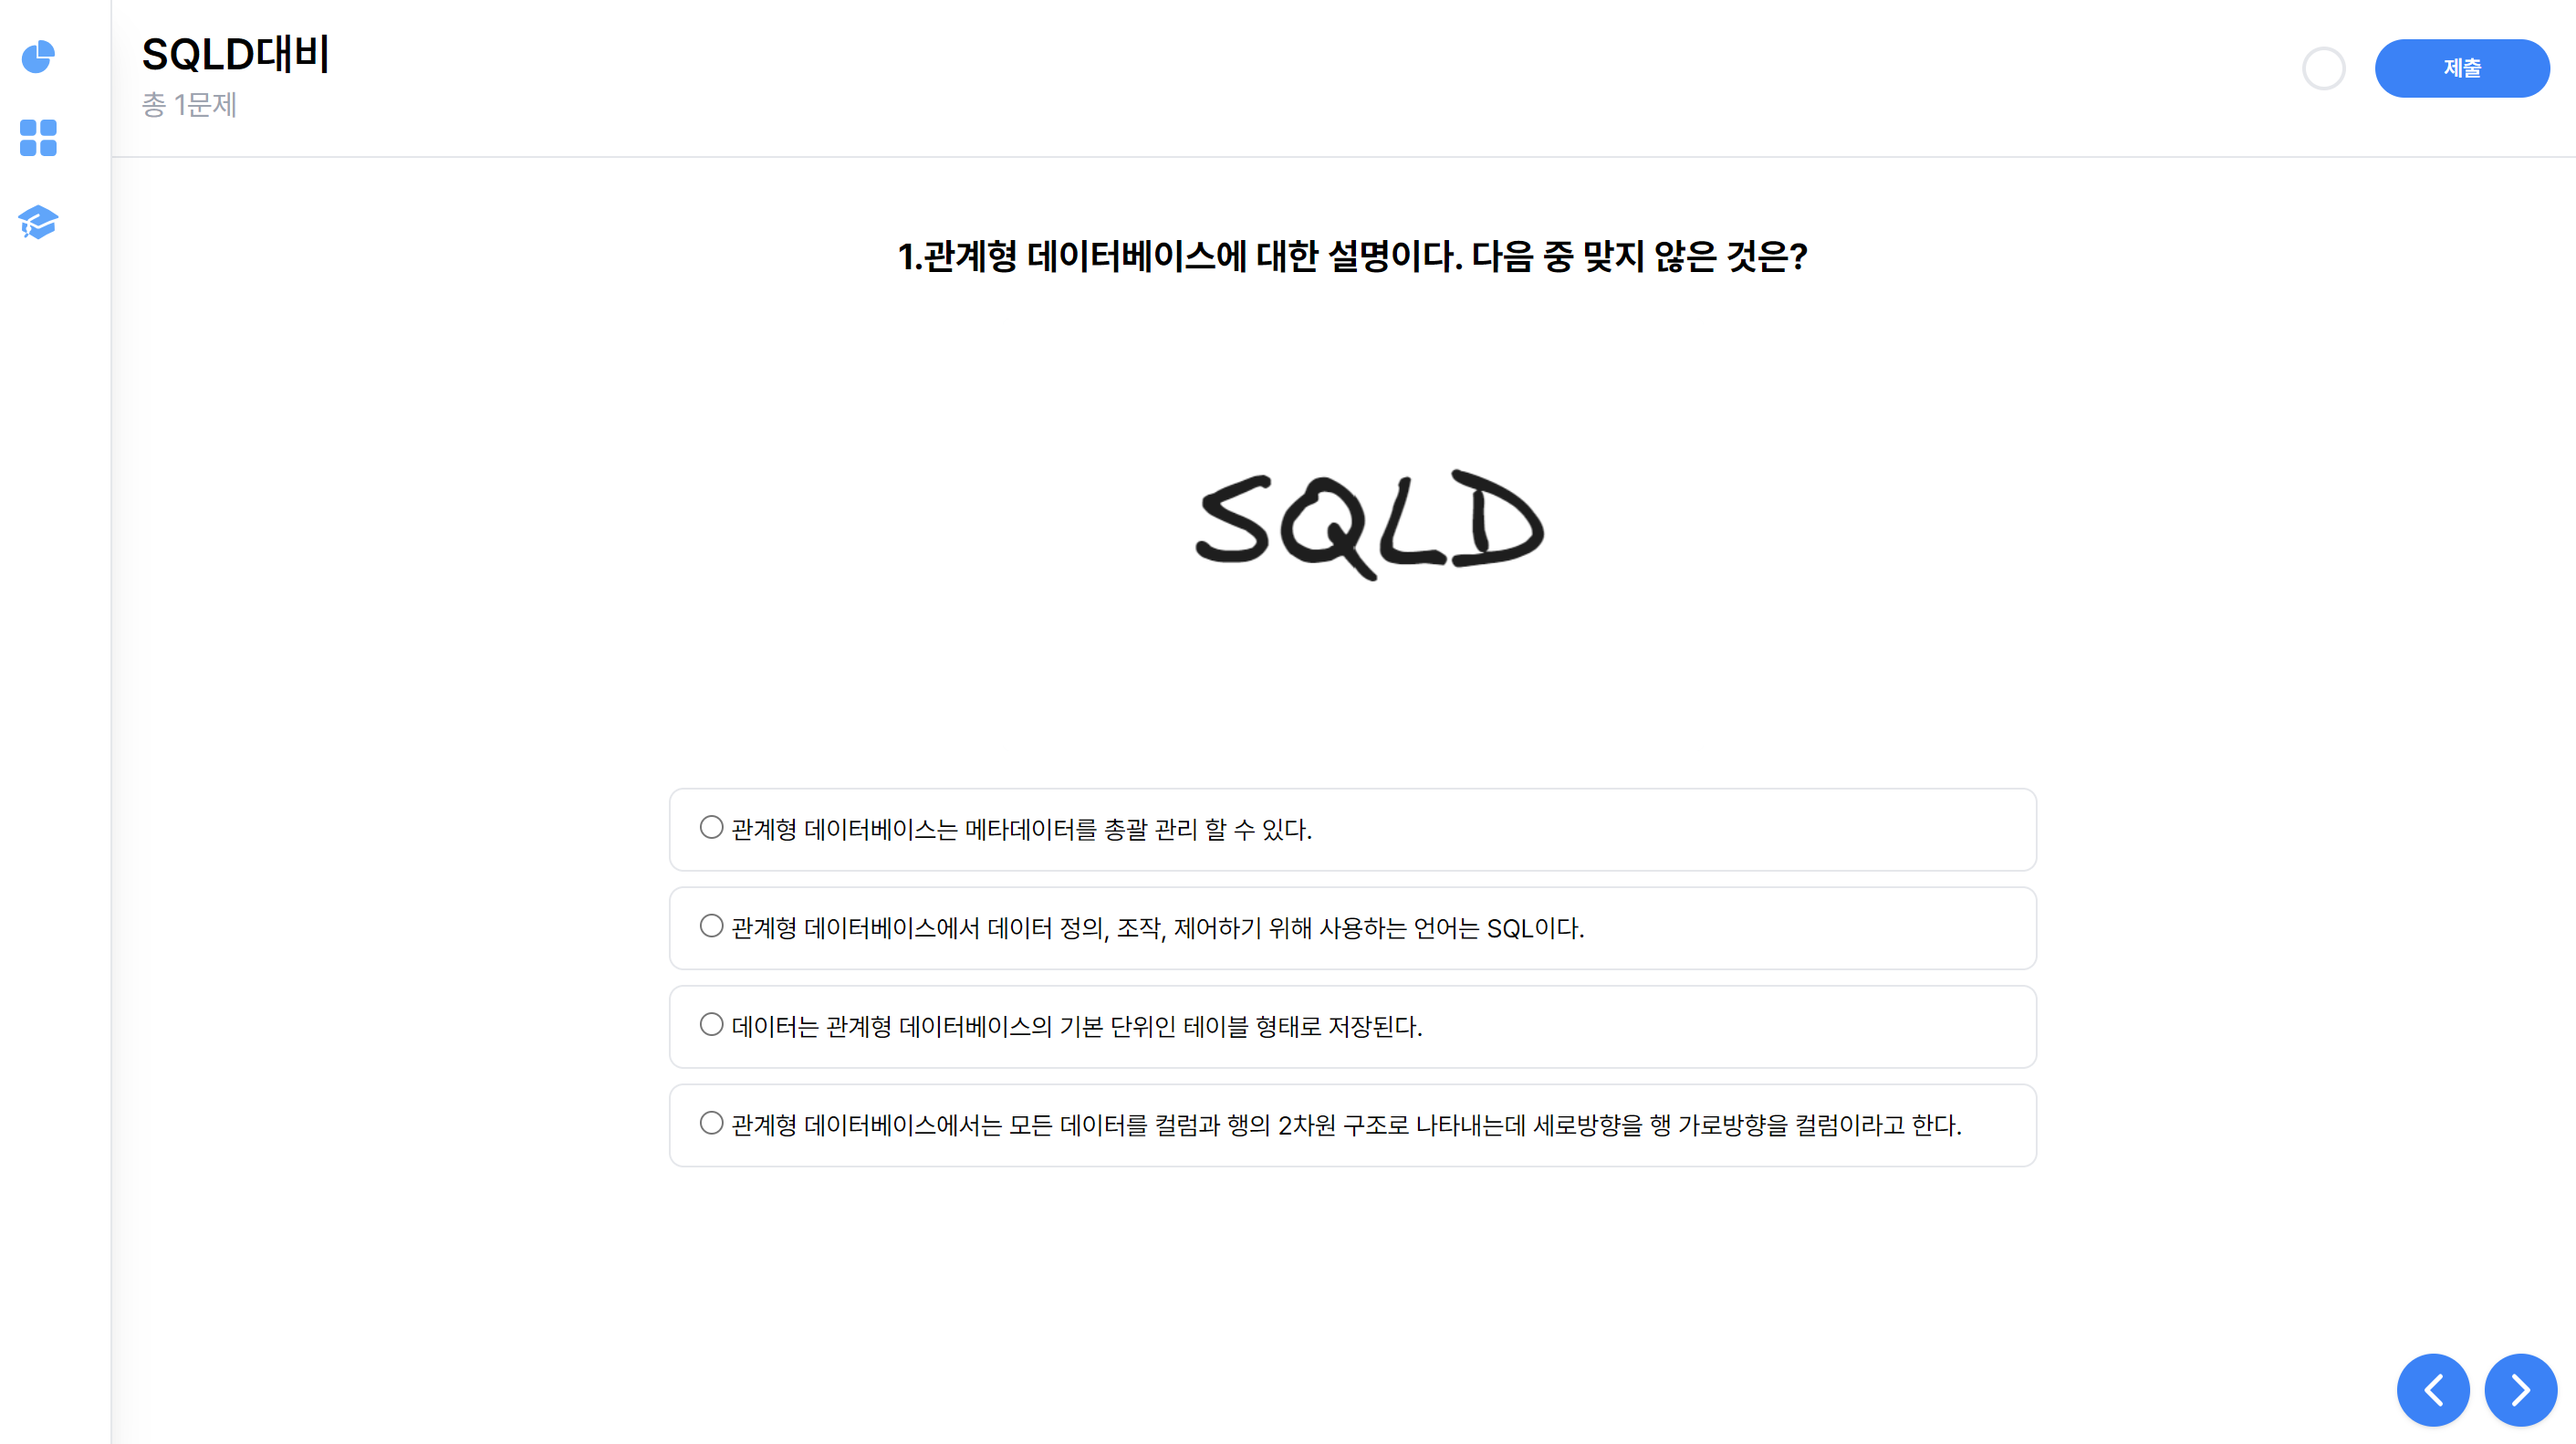 SQLD대비
총 1문제
제출
1.관계형 데이터베이스에 대한 설명이다. 다음 중 맞지 않은 것은?
SQLD
관계형 데이터베이스는 메타데이터를 총괄 관리 할 수 있다.
관계형 데이터베이스에서 데이터 정의, 조작, 제어하기 위해 사용하는 언어는 SQL이다.
데이터는 관계형 데이터베이스의 기본 단위인 테이블 형태로 저장된다.
관계형 데이터베이스에서는 모든 데이터를 컬럼과 행의 2차원 구조로 나타내는데 세로방향을 행 가로방향을 컬럼이라고 한다.